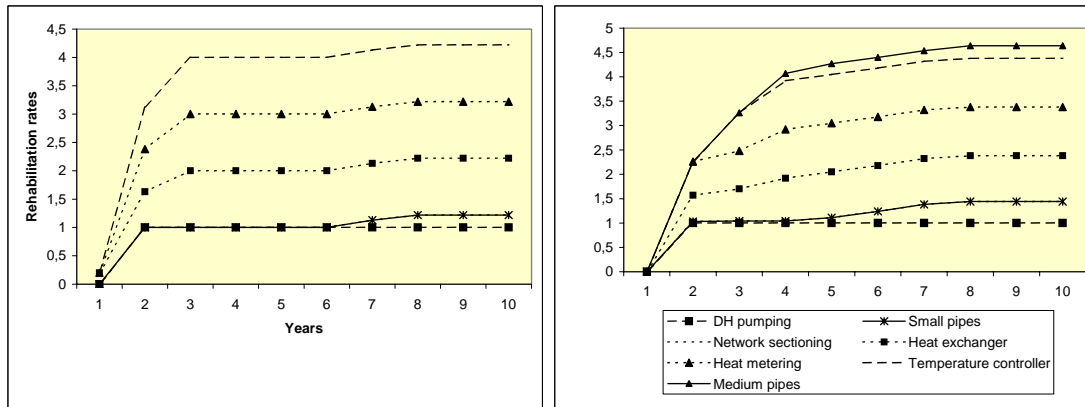 4,5
4
3,5
3
2,5
2
1,5
1
0,5
0
Rehabilitation rates
1 2 3 4 5 6 7 8 9 10
Years
5
4,5
4
3,5
3
2,5
2
1,5
1
0,5
0
1 2 3 4 5 6 7 8 9 10
DH pumping Small pipes
Network sectioning Heat exchanger
Heat metering Temperature controller
Medium pipes